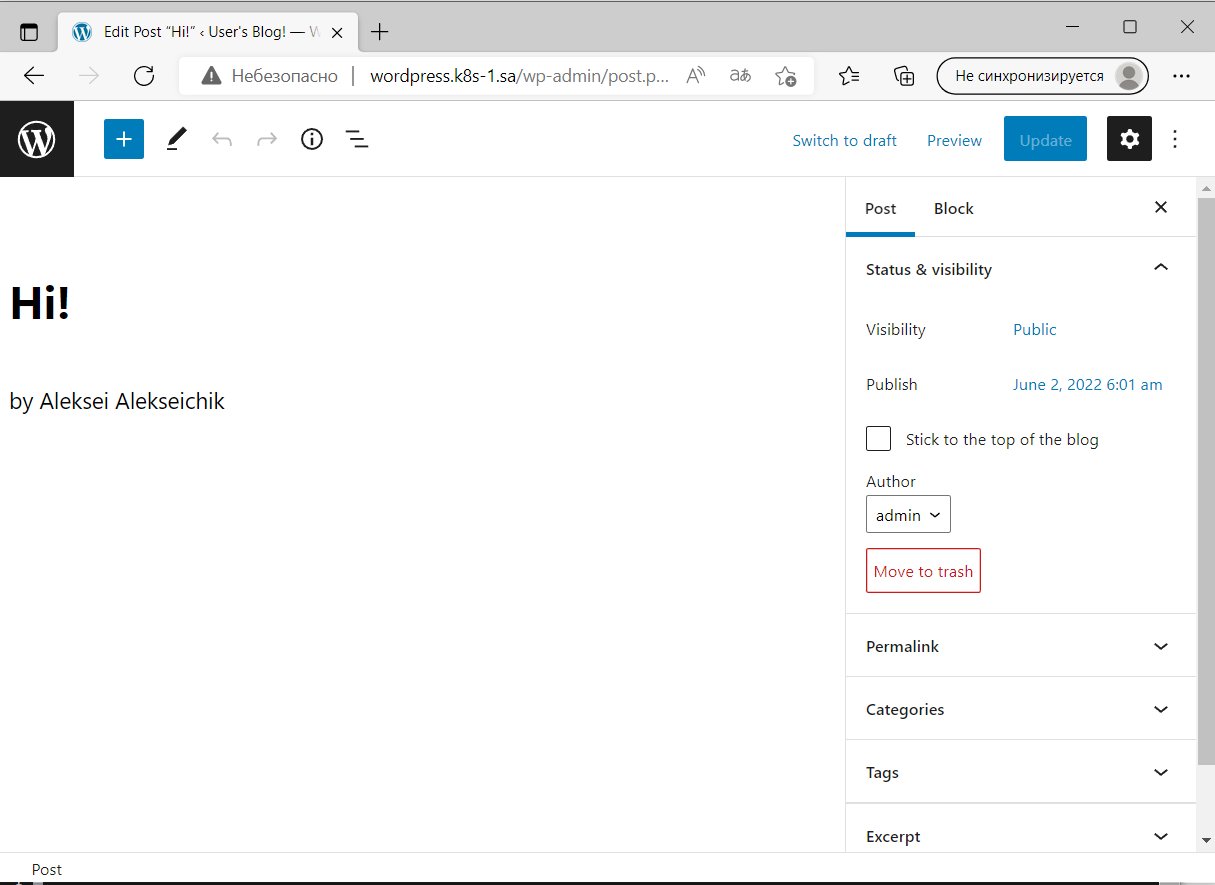 Edit Post “Hi!” ‹ User's Blog! — W
Небезопасно
wordpress.k8s-1.sa/wp-admin/post.p...
Не синхронизируется
Switch to draft
Preview
Update
Post
Block
Hi!
by Aleksei Alekseichik
Status & visibility
Visibility
Public
Publish
June 2, 2022 6:01 am
Stick to the top of the blog
Author
admin
Move to trash
Permalink
Categories
Tags
Excerpt
Post